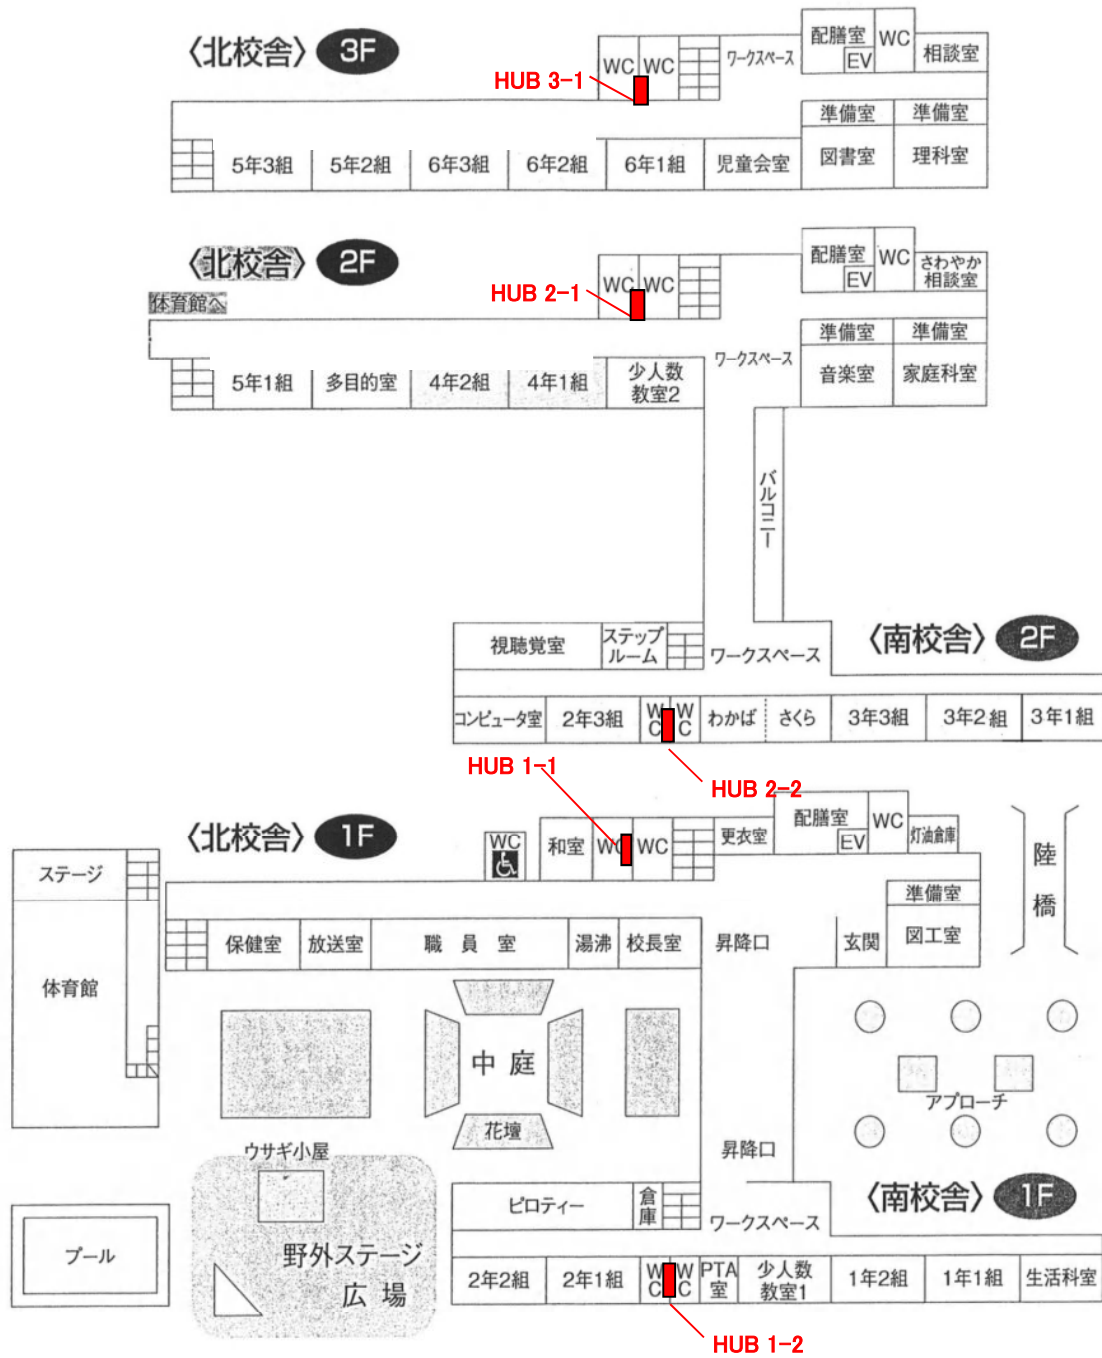 〈北校舎〉 3F
HUB 3-1
WC WC
ワークスペース
配膳室 WC
EV
相談室
準備室 準備室
5年3組 5年2組 6年3組 6年2組 6年1組 児童会室 図書室 理科室
〈北校舎〉 2F
体育館へ
HUB 2-1
WC WC
配膳室 WC
EV
さわやか
相談室
準備室 準備室
ワークスペース
5年1組 多目的室 4年2組 4年1組
少人数
教室2
音楽室 家庭科室
バルコニー
〈南校舎〉 2F
視聴覚室
ステップ
ルーム
ワークスペース
コンピュータ室 2年3組 WC WC わかば さくら 3年3組 3年2組 3年1組
HUB 1-1
HUB 2-2
〈北校舎〉 1F
WC
和室 WC WC
更衣室
配膳室 WC
EV
灯油倉庫
陸橋
ステージ
体育館
準備室
保健室 放送室 職員室 湯沸 校長室 昇降口 玄関 図工室
中庭
花壇
アプローチ
ウサギ小屋
昇降口
〈南校舎〉 1F
ピロティー 倉庫
ワークスペース
プール
野外ステージ
広場
2年2組 2年1組 WC WC
PTA
室
少人数
教室1
1年2組 1年1組 生活科室
HUB 1-2